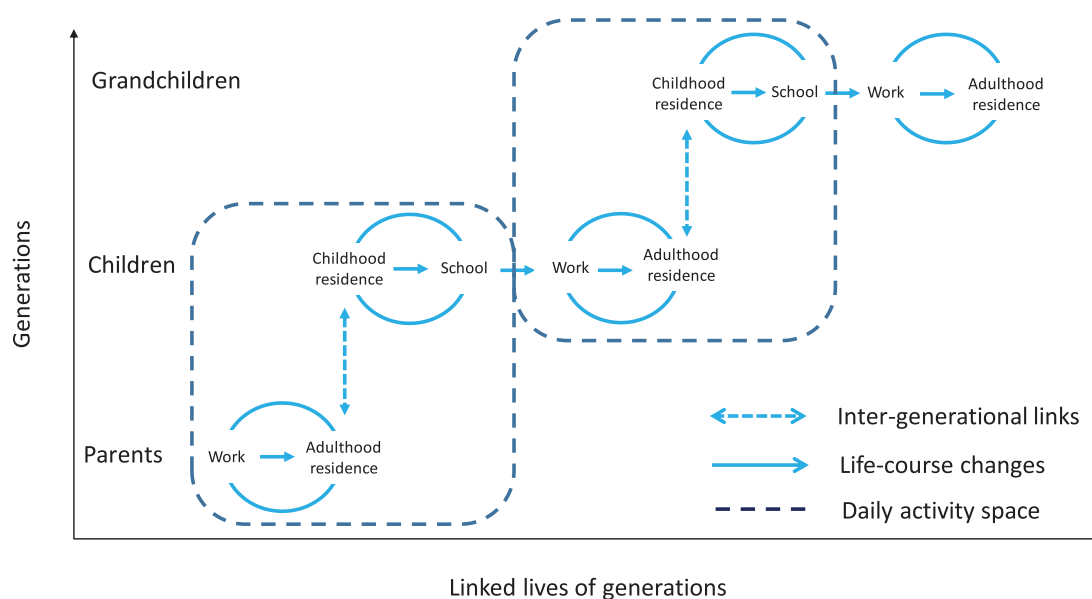 Grandchildren
Childhood
residence
School
Work
Adulthood
residence
Generations
Children
Childhood
residence
School
Work
Adulthood
residence
Parents
Work
Adulthood
residence
Inter-generational links
Life-course changes
Daily activity space
Linked lives of generations